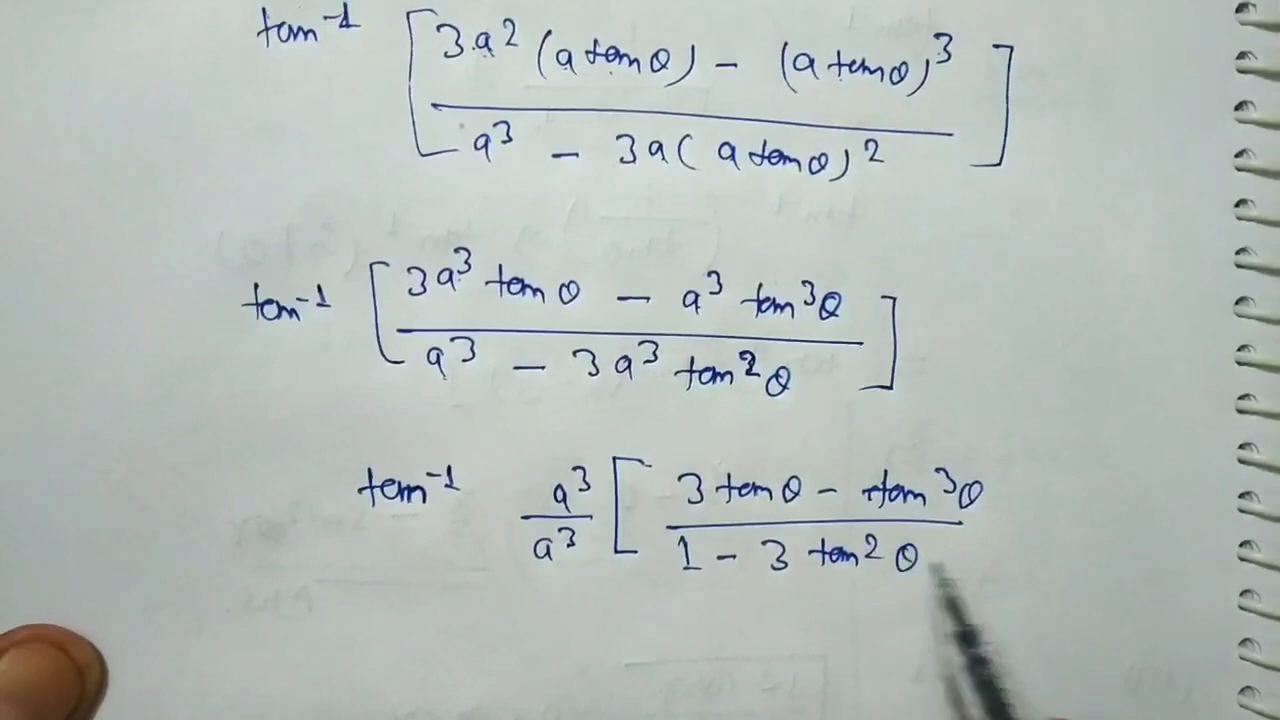 tan⁻¹ [ 3a² (a tanθ) − (a tanθ)³ ]
a³ − 3a (a tanθ)²
tan⁻¹ [ 3a³ tanθ − a³ tan³θ ]
a³ − 3a³ tan²θ
tan⁻¹ a³ [ 3 tanθ − tan³θ
a³ 1 − 3 tan²θ